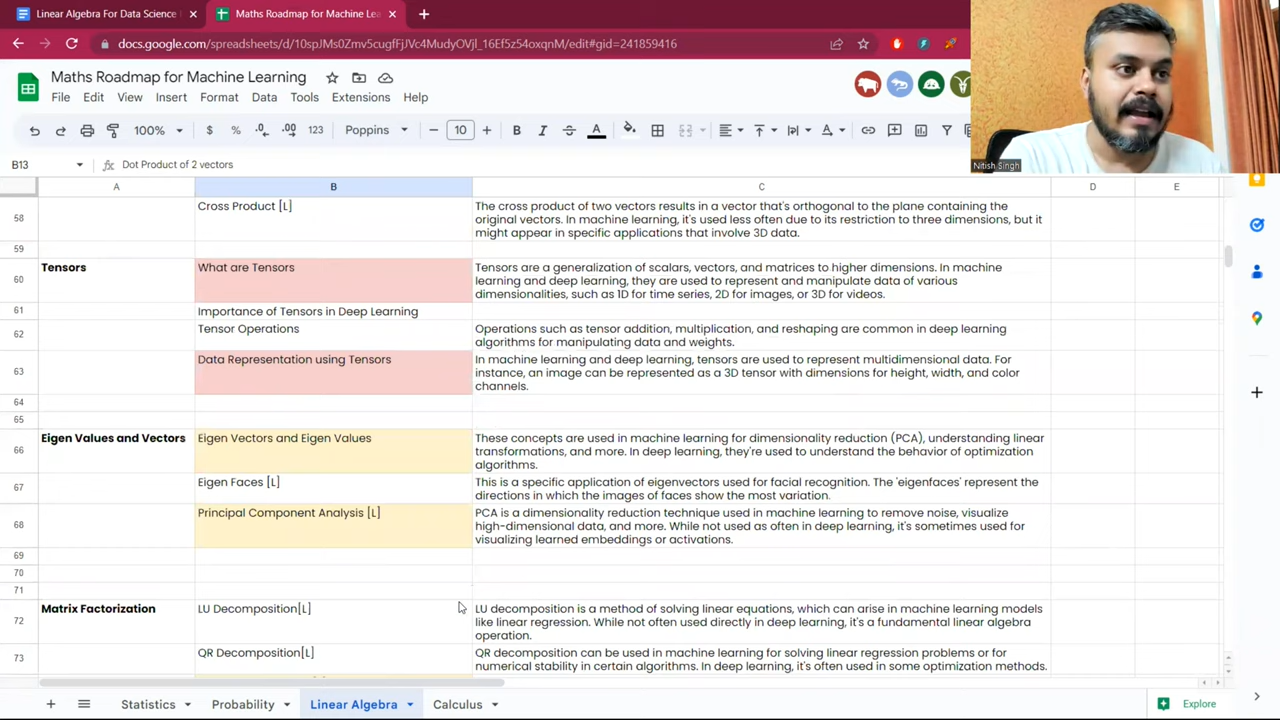 Linear Algebra For Data Science
Maths Roadmap for Machine Lea
docs.google.com/spreadsheets/d/10spJMs0Zmv5cugfFjJVc4MudyOVjl_16Ef5z54oxqnM/edit#gid=241859416
Maths Roadmap for Machine Learning
File Edit View Insert Format Data Tools Extensions Help
100% $ % .0 .00 123 Poppins 10 B I A
Nitish Singh
B13 fx Dot Product of 2 vectors
A B C D E
58 Cross Product [L] The cross product of two vectors results in a vector that's orthogonal to the plane containing the
original vectors. In machine learning, it's used less often due to its restriction to three dimensions, but it
might appear in specific applications that involve 3D data.
59
60 Tensors What are Tensors Tensors are a generalization of scalars, vectors, and matrices to higher dimensions. In machine
learning and deep learning, they are used to represent and manipulate data of various
dimensionalities, such as 1D for time series, 2D for images, or 3D for videos.
61 Importance of Tensors in Deep Learning
62 Tensor Operations Operations such as tensor addition, multiplication, and reshaping are common in deep learning
algorithms for manipulating data and weights.
63 Data Representation using Tensors In machine learning and deep learning, tensors are used to represent multidimensional data. For
instance, an image can be represented as a 3D tensor with dimensions for height, width, and color
channels.
64
65
66 Eigen Values and Vectors Eigen Vectors and Eigen Values These concepts are used in machine learning for dimensionality reduction (PCA), understanding linear
transformations, and more. In deep learning, they're used to understand the behavior of optimization
algorithms.
67 Eigen Faces [L] This is a specific application of eigenvectors used for facial recognition. The 'eigenfaces' represent the
directions in which the images of faces show the most variation.
68 Principal Component Analysis [L] PCA is a dimensionality reduction technique used in machine learning to remove noise, visualize
high-dimensional data, and more. While not used as often in deep learning, it's sometimes used for
visualizing learned embeddings or activations.
69
70
71
72 Matrix Factorization LU Decomposition[L] LU decomposition is a method of solving linear equations, which can arise in machine learning models
like linear regression. While not often used directly in deep learning, it's a fundamental linear algebra
operation.
73 QR Decomposition[L] QR decomposition can be used in machine learning for solving linear regression problems or for
numerical stability in certain algorithms. In deep learning, it's often used in some optimization methods.
Statistics Probability Linear Algebra Calculus Explore